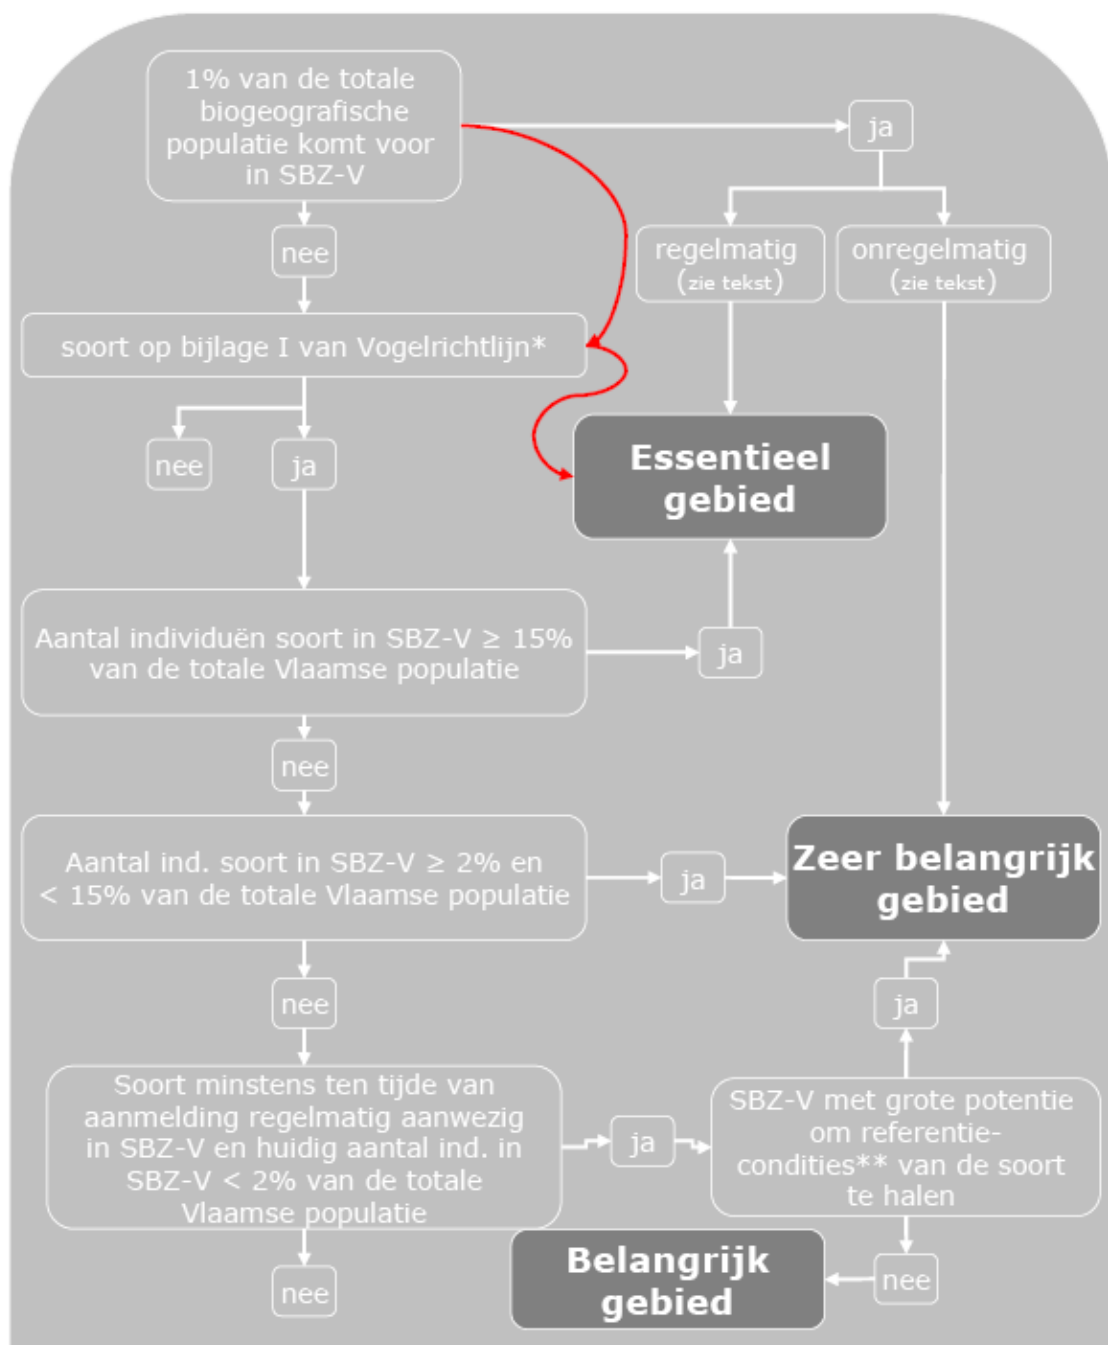 1% van de totale
biogeografische
populatie komt voor
in SBZ-V
ja
nee
regelmatig
(zie tekst)
onregelmatig
(zie tekst)
soort op bijlage I van Vogelrichtlijn*
nee
ja
Essentieel
gebied
Aantal individuën soort in SBZ-V ≥ 15%
van de totale Vlaamse populatie
ja
nee
Aantal ind. soort in SBZ-V ≥ 2% en
< 15% van de totale Vlaamse populatie
ja
Zeer belangrijk
gebied
nee
ja
Soort minstens ten tijde van
aanmelding regelmatig aanwezig
in SBZ-V en huidig aantal ind. in
SBZ-V < 2% van de totale
Vlaamse populatie
ja
SBZ-V met grote potentie
om referentie-
condities** van de soort
te halen
nee
Belangrijk
gebied
nee